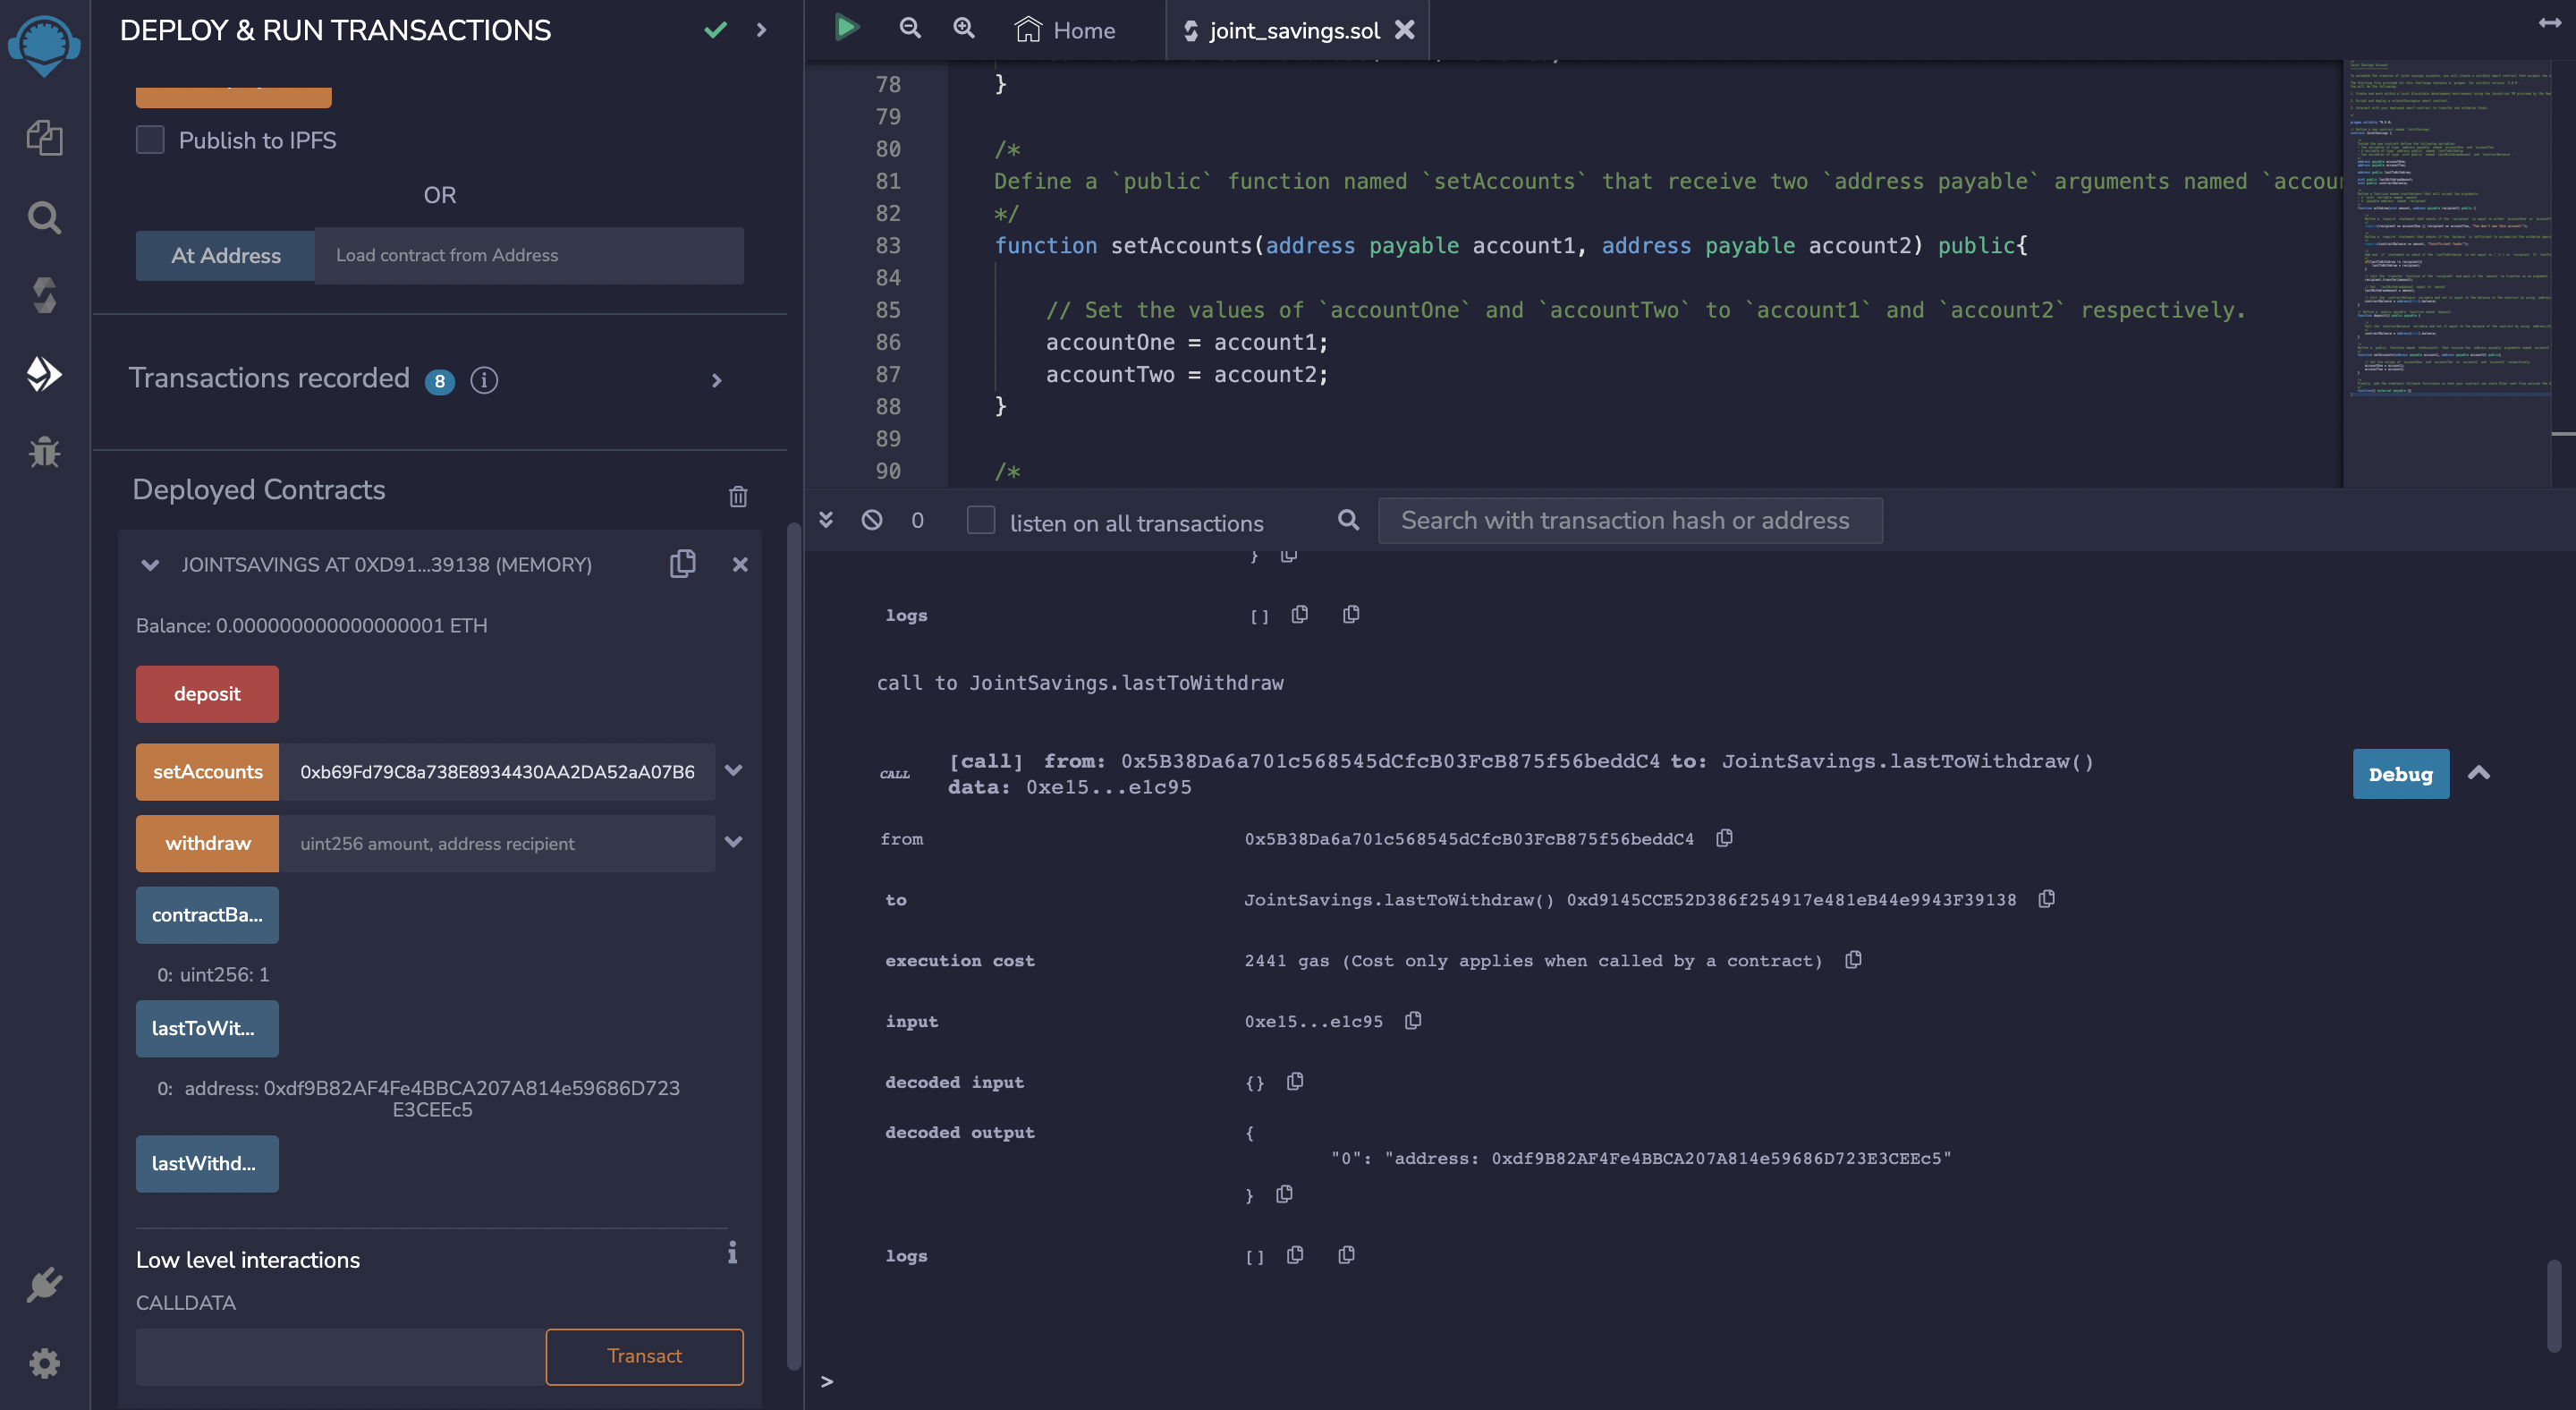 DEPLOY & RUN TRANSACTIONS
Publish to IPFS
OR
At Address
Load contract from Address
Transactions recorded 8
Deployed Contracts
JOINTSAVINGS AT 0XD91...39138 (MEMORY)
Balance: 0.000000000000000001 ETH
deposit
setAccounts
0xb69Fd79C8a738E8934430AA2DA52aA07B6
withdraw
uint256 amount, address recipient
contractBa...
0: uint256: 1
lastToWit...
0: address: 0xdf9B82AF4Fe4BBCA207A814e59686D723
E3CEEc5
lastWithd...
Low level interactions
CALLDATA
Transact
Home
joint_savings.sol
78 }
79
80 /*
81 Define a `public` function named `setAccounts` that receive two `address payable` arguments named `accou
82 */
83 function setAccounts(address payable account1, address payable account2) public{
84
85 // Set the values of `accountOne` and `accountTwo` to `account1` and `account2` respectively.
86 accountOne = account1;
87 accountTwo = account2;
88 }
89
90 /*
0
listen on all transactions
Search with transaction hash or address
}
logs [ ]
call to JointSavings.lastToWithdraw
CALL
[call] from: 0x5B38Da6a701c568545dCfcB03FcB875f56beddC4 to: JointSavings.lastToWithdraw()
data: 0xe15...e1c95
Debug
from 0x5B38Da6a701c568545dCfcB03FcB875f56beddC4
to JointSavings.lastToWithdraw() 0xd9145CCE52D386f254917e481eB44e9943F39138
execution cost 2441 gas (Cost only applies when called by a contract)
input 0xe15...e1c95
decoded input {}
decoded output {
"0": "address: 0xdf9B82AF4Fe4BBCA207A814e59686D723E3CEEc5"
}
logs [ ]
>